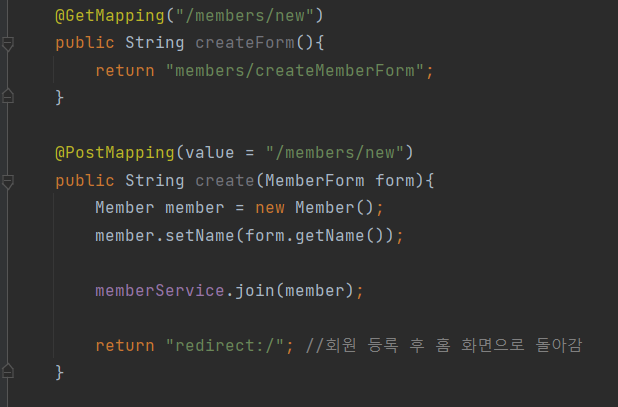 @GetMapping("/members/new")
public String createForm(){
return "members/createMemberForm";
}
@PostMapping(value = "/members/new")
public String create(MemberForm form){
Member member = new Member();
member.setName(form.getName());
memberService.join(member);
return "redirect:/"; //회원 등록 후 홈 화면으로 돌아감
}